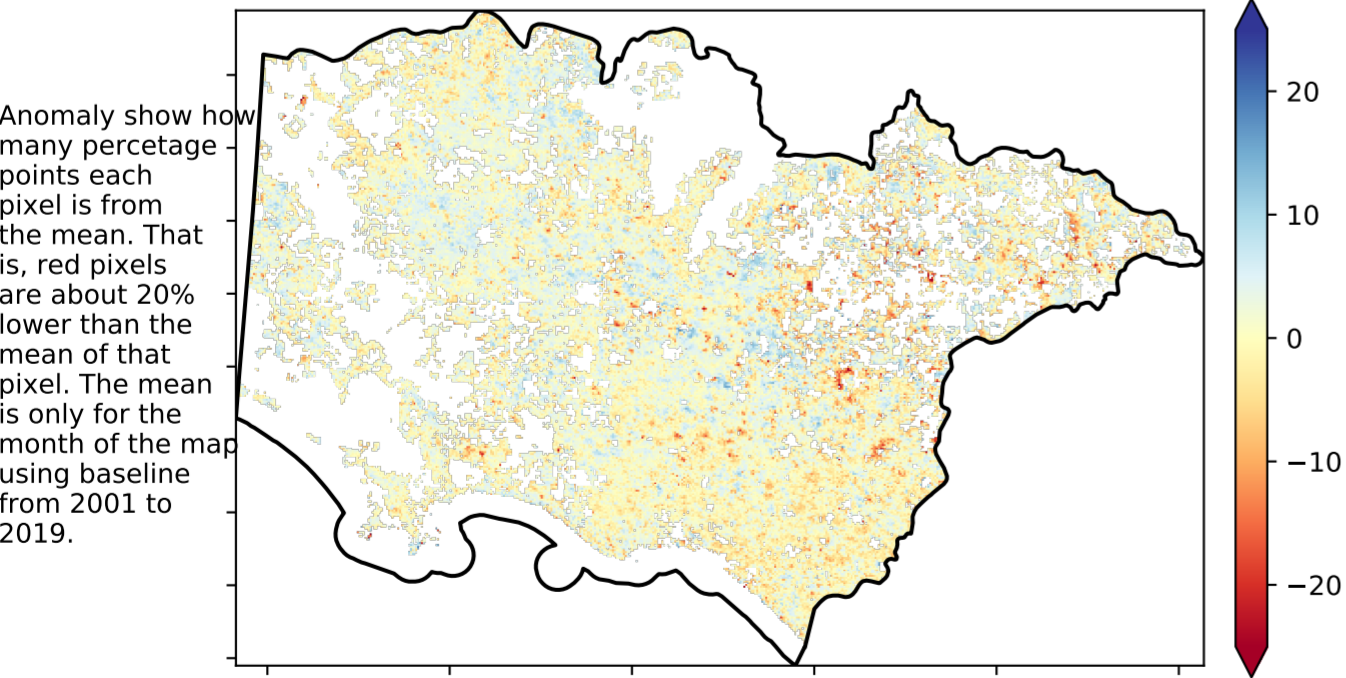 Anomaly show how
many percetage
points each
pixel is from
the mean. That
is, red pixels
are about 20%
lower than the
mean of that
pixel. The mean
is only for the
month of the map
using baseline
from 2001 to
2019.
20
10
0
−10
−20